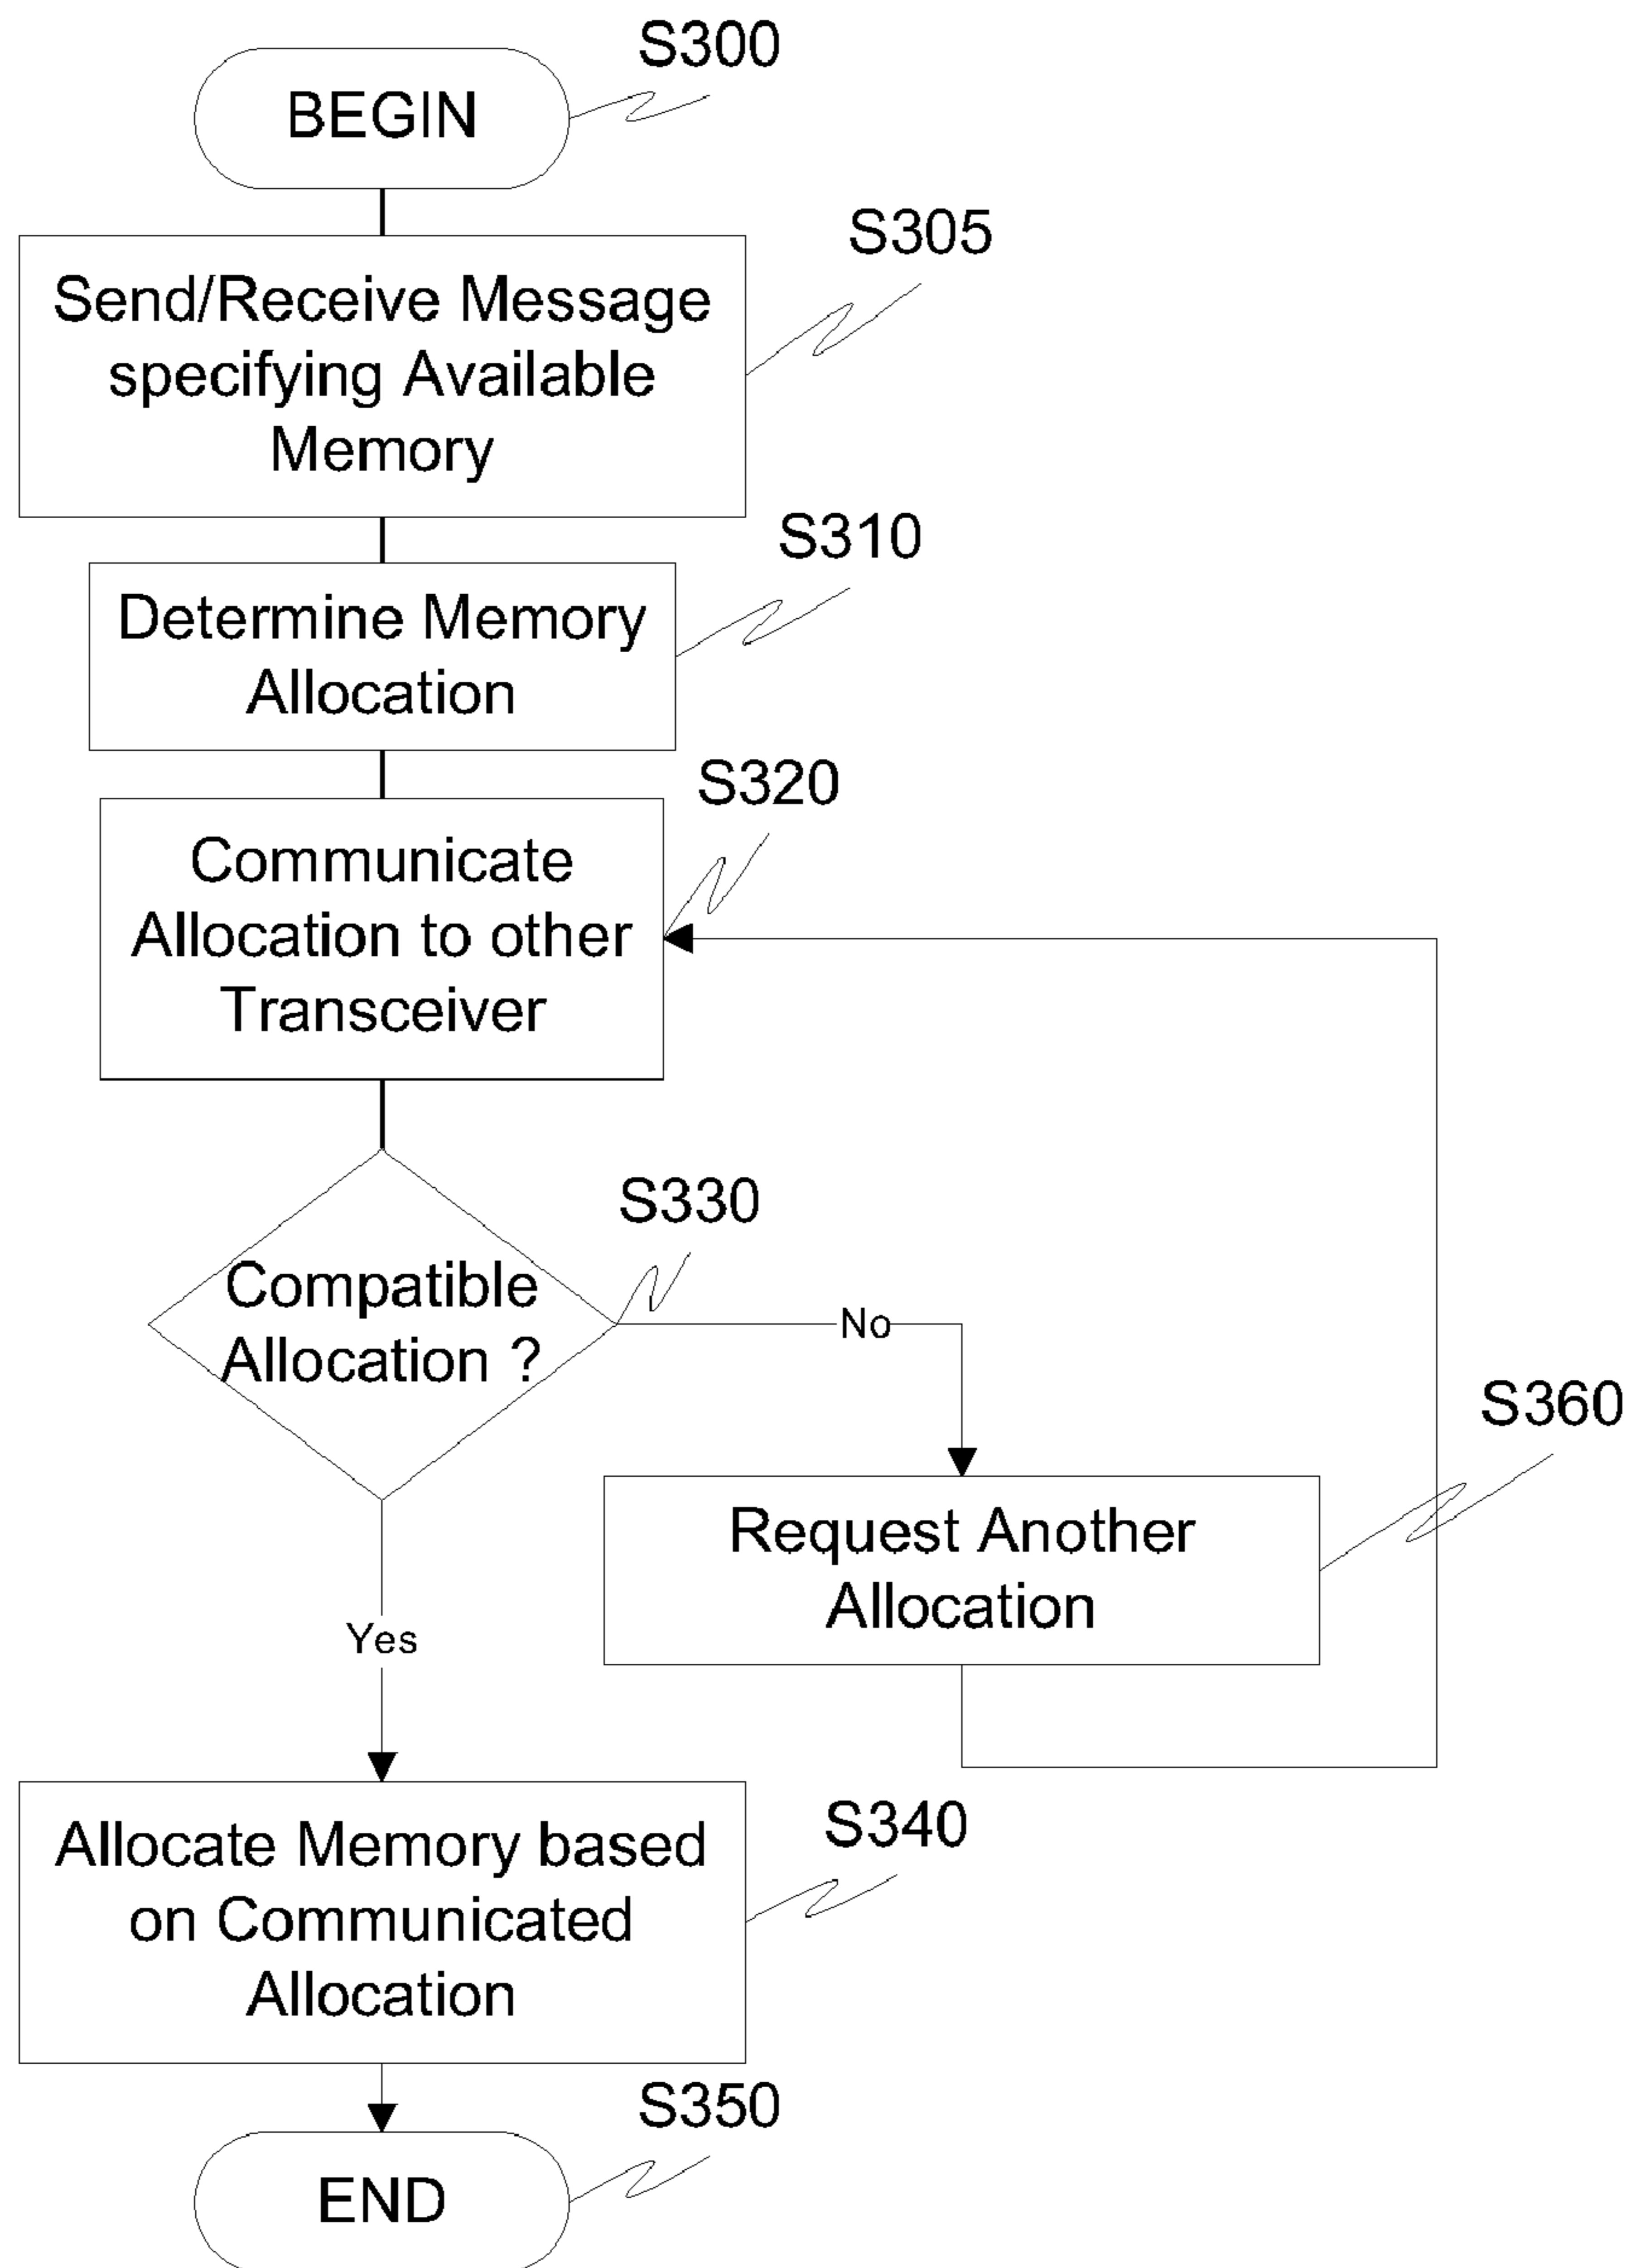 S300
BEGIN
S305
Send/Receive Message
specifying Available
Memory
S310
Determine Memory
Allocation
S320
Communicate
Allocation to other
Transceiver
S330
Compatible
Allocation ?
No
S360
Request Another
Allocation
Yes
S340
Allocate Memory based
on Communicated
Allocation
S350
END